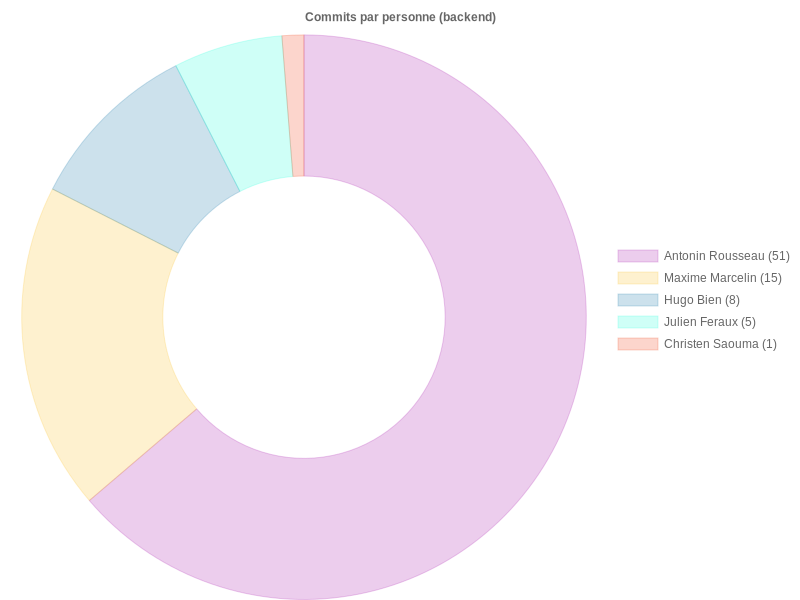 Commits par personne (backend)
Antonin Rousseau (51)
Maxime Marcelin (15)
Hugo Bien (8)
Julien Feraux (5)
Christen Saouma (1)